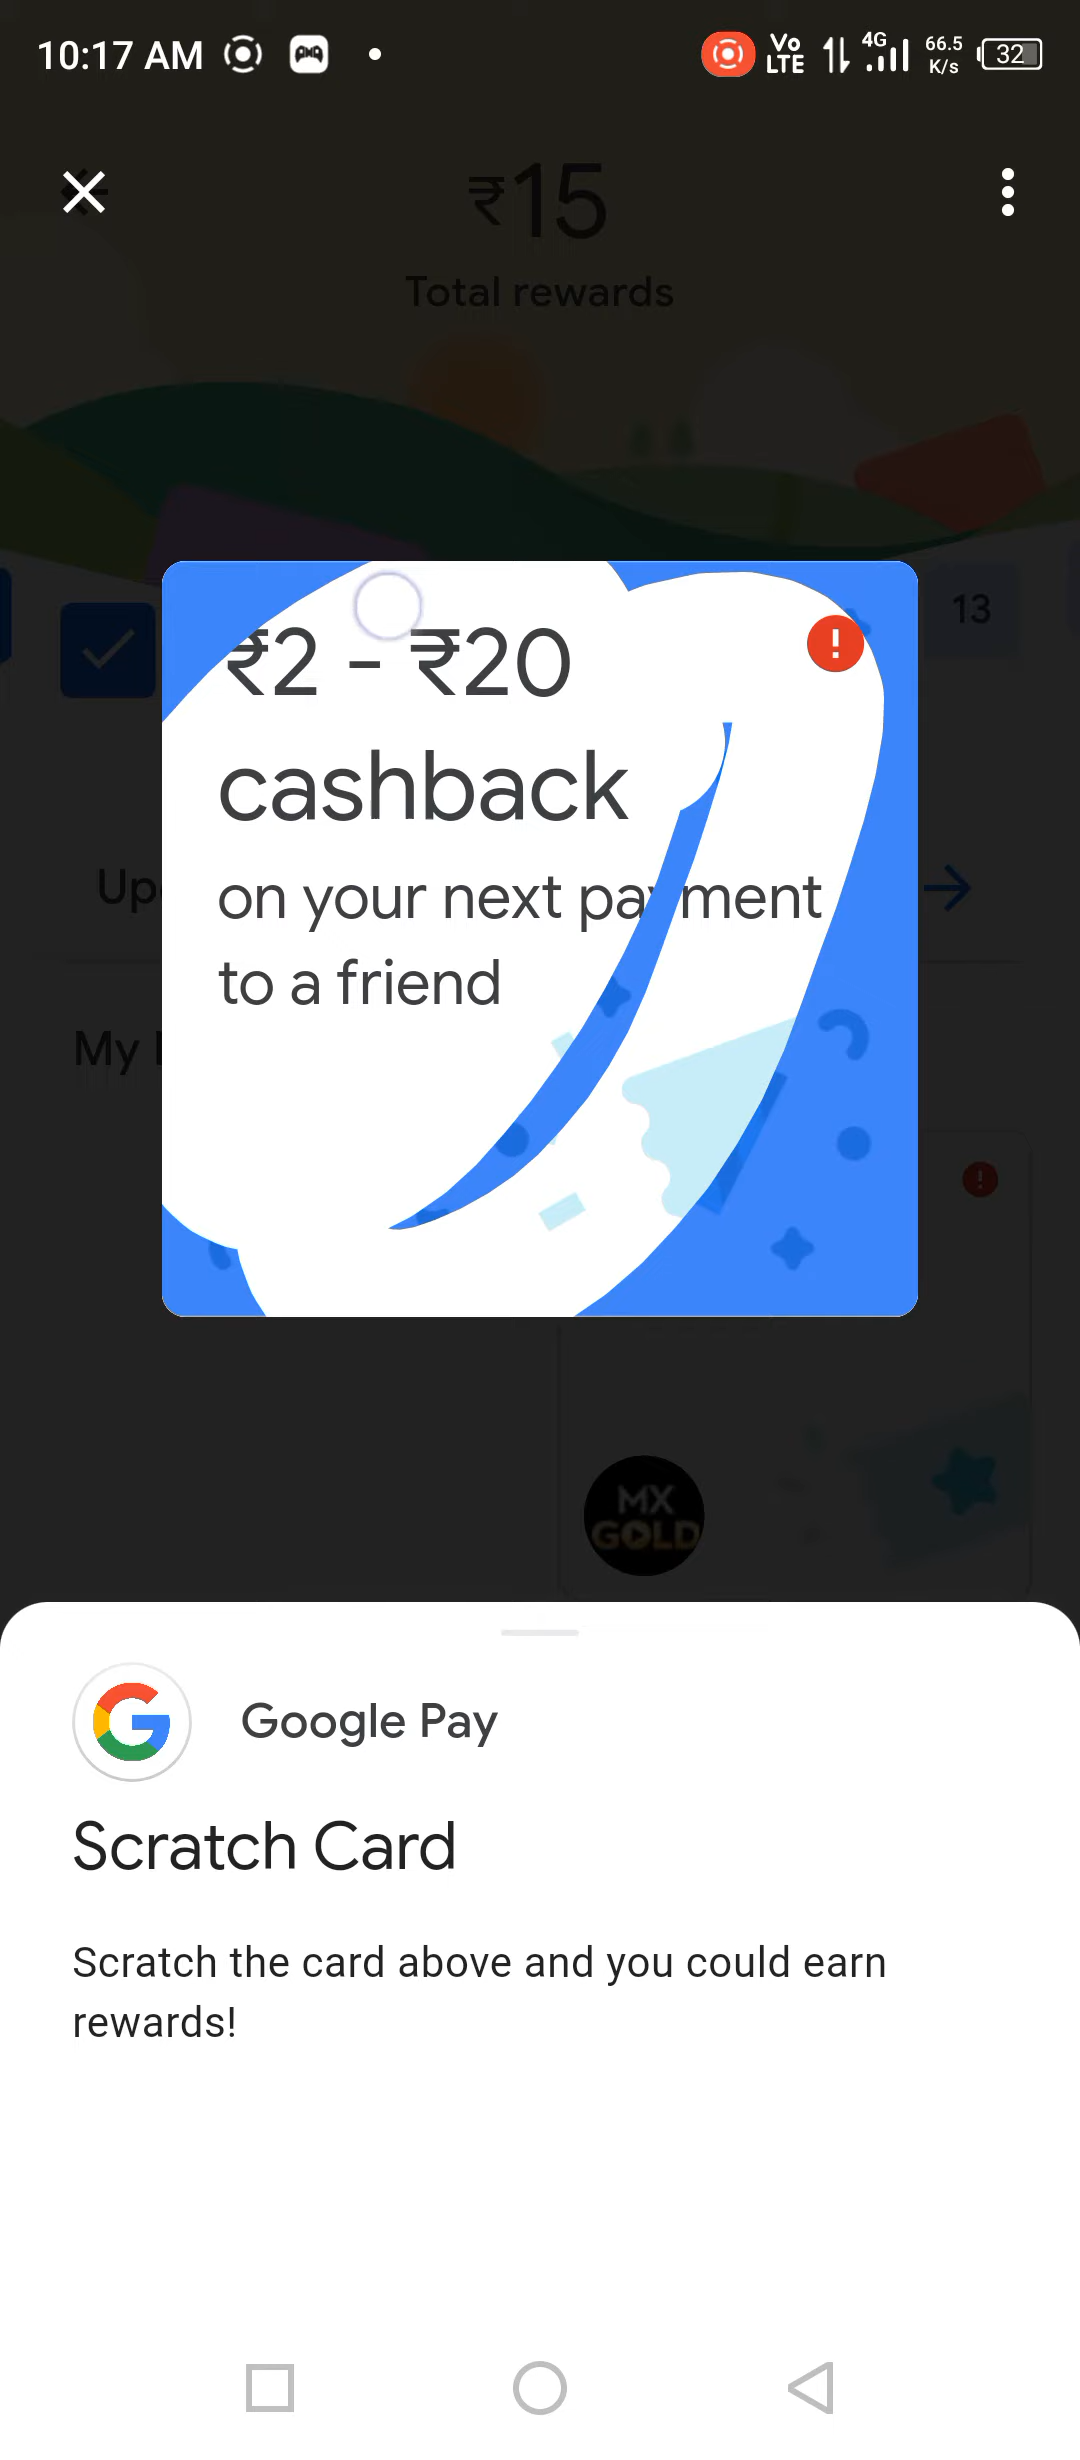 10:17 AM
Vo
LTE
4G
66.5
K/s
32
₹15
Total rewards
13
₹2 - ₹20
cashback
on your next payment
to a friend
My
MX
GOLD
Google Pay
Scratch Card
Scratch the card above and you could earn
rewards!